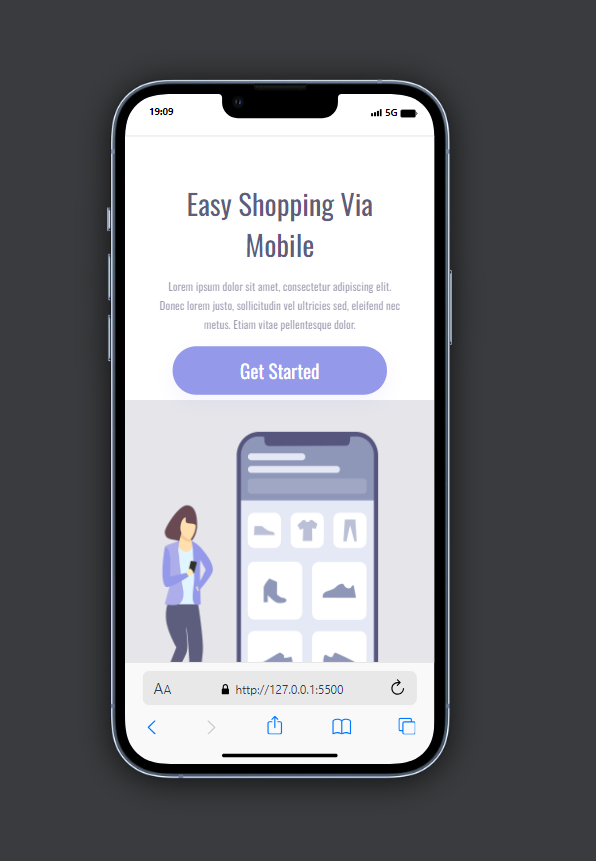 19:09
5G
Easy Shopping Via
Mobile
Lorem ipsum dolor sit amet, consectetur adipiscing elit.
Donec lorem justo, sollicitudin vel ultricies sed, eleifend nec
metus. Etiam vitae pellentesque dolor.
Get Started
AA
http://127.0.0.1:5500